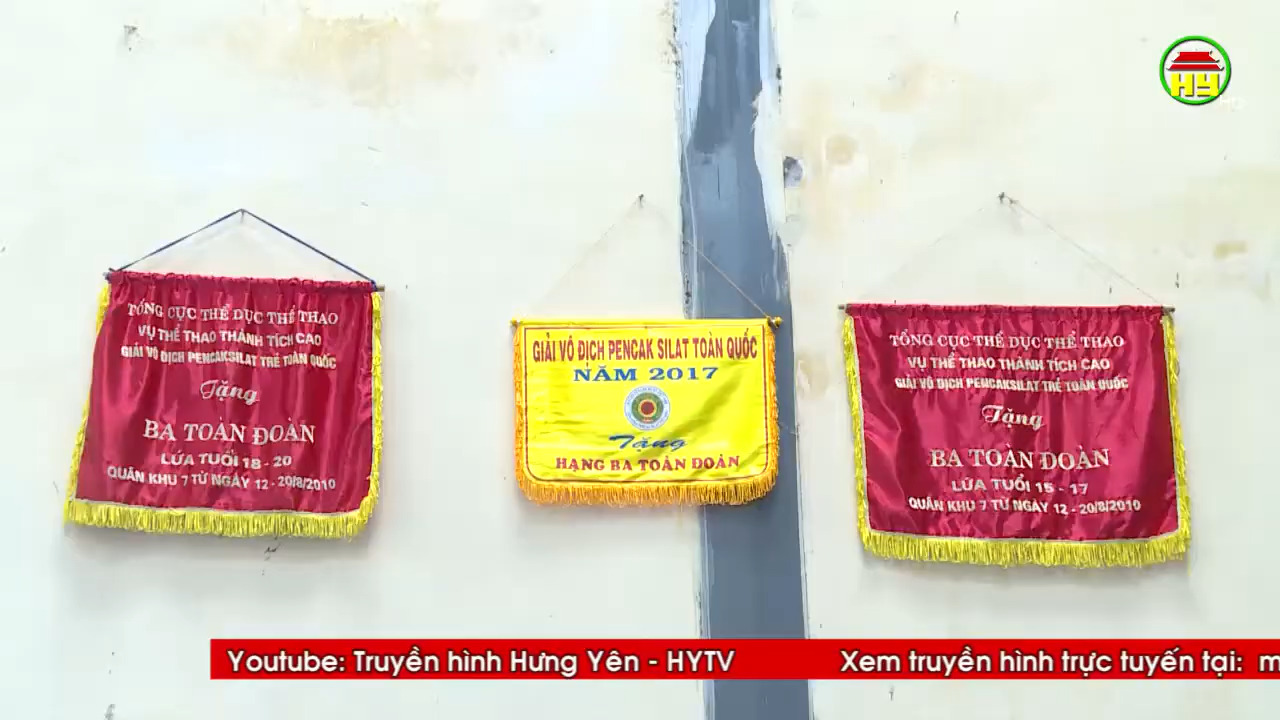 HY
TỔNG CỤC THỂ DỤC THỂ THAO
VỤ THỂ THAO THÀNH TÍCH CAO
GIẢI VÔ ĐỊCH PENCAKSILAT TRẺ TOÀN QUỐC
Tặng
BA TOÀN ĐOÀN
LỨA TUỔI 18 - 20
QUÂN KHU 7 TỪ NGÀY 12 - 20/8/2010
GIẢI VÔ ĐỊCH PENCAK SILAT TOÀN QUỐC
NĂM 2017
Tặng
HẠNG BA TOÀN ĐOÀN
TỔNG CỤC THỂ DỤC THỂ THAO
VỤ THỂ THAO THÀNH TÍCH CAO
GIẢI VÔ ĐỊCH PENCAKSILAT TRẺ TOÀN QUỐC
Tặng
BA TOÀN ĐOÀN
LỨA TUỔI 15 - 17
QUÂN KHU 7 TỪ NGÀY 12 - 20/8/2010
Youtube: Truyền hình Hưng Yên - HYTV Xem truyền hình trực tuyến tại: m